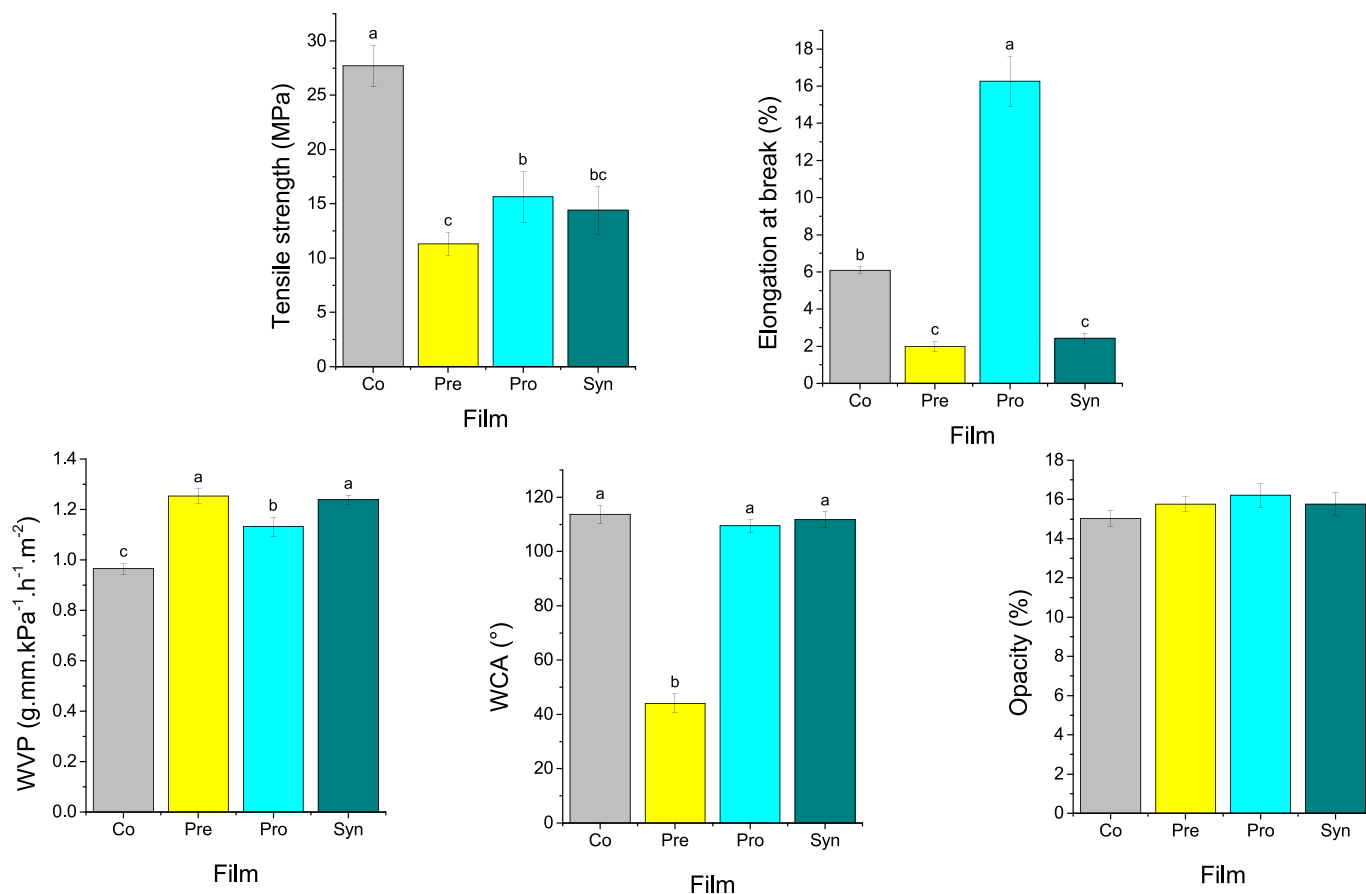 a
c
b
bc
30
25
20
15
10
5
0
Tensile strength (MPa)
Co Pre Pro Syn
Film
b
c
a
c
18
16
14
12
10
8
6
4
2
0
Elongation at break (%)
Co Pre Pro Syn
Film
c
a
b
a
1.4
1.2
1.0
0.8
0.6
0.4
0.2
0.0
WVP (g.mm.kPa⁻¹.h⁻¹.m⁻²)
Co Pre Pro Syn
Film
a
b
a
a
120
100
80
60
40
20
0
WCA (°)
Co Pre Pro Syn
Film
18
16
14
12
10
8
6
4
2
0
Opacity (%)
Co Pre Pro Syn
Film